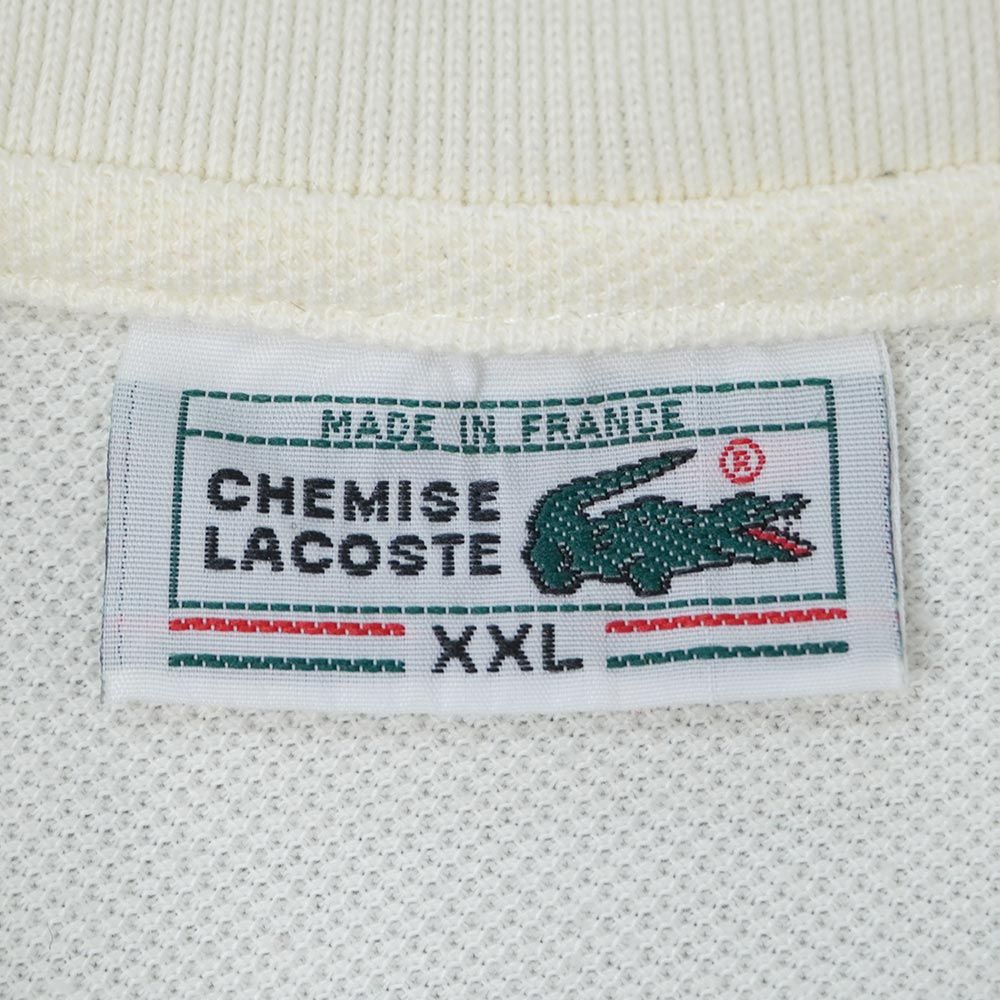 MADE IN FRANCE
CHEMISE
LACOSTE
®
XXL